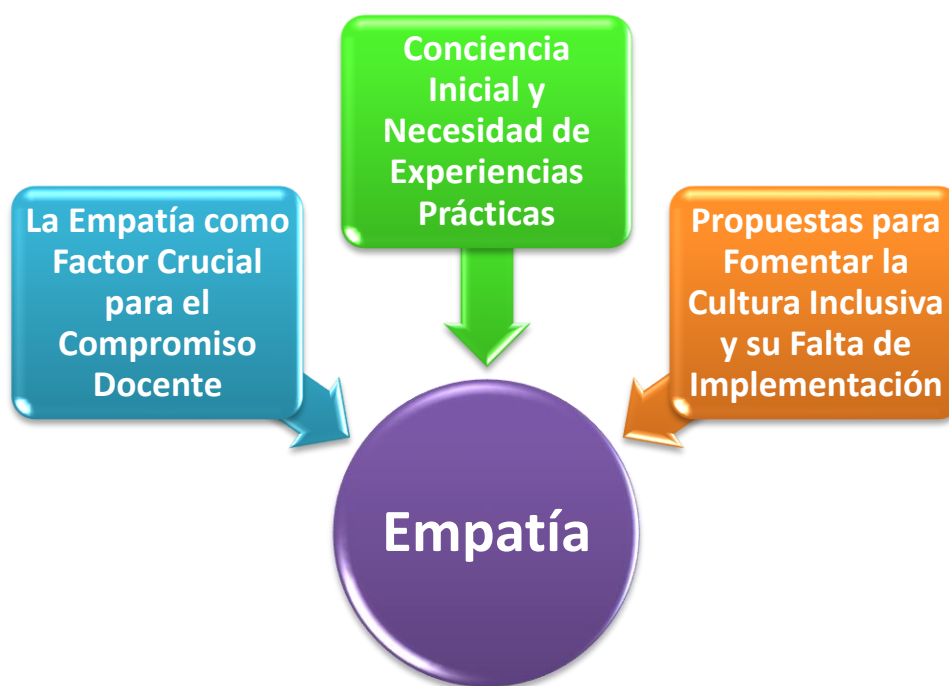 La Empatía como
Factor Crucial
para el
Compromiso
Docente
Conciencia
Inicial y
Necesidad de
Experiencias
Prácticas
Propuestas para
Fomentar la
Cultura Inclusiva
y su Falta de
Implementación
Empatía